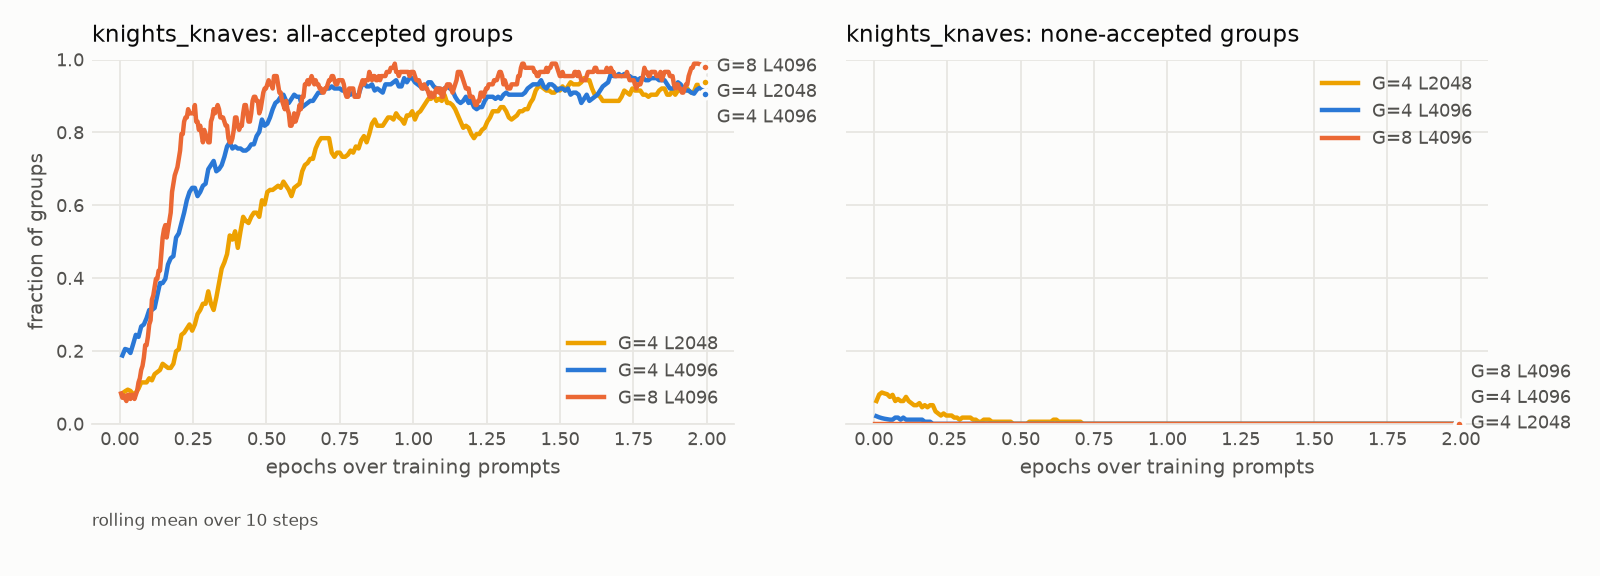 knights_knaves: all-accepted groups
1.0
0.8
0.6
0.4
0.2
0.0
fraction of groups
G=8 L4096
G=4 L2048
G=4 L4096
G=4 L2048
G=4 L4096
G=8 L4096
0.00 0.25 0.50 0.75 1.00 1.25 1.50 1.75 2.00
epochs over training prompts
knights_knaves: none-accepted groups
G=4 L2048
G=4 L4096
G=8 L4096
G=8 L4096
G=4 L4096
G=4 L2048
0.00 0.25 0.50 0.75 1.00 1.25 1.50 1.75 2.00
epochs over training prompts
rolling mean over 10 steps